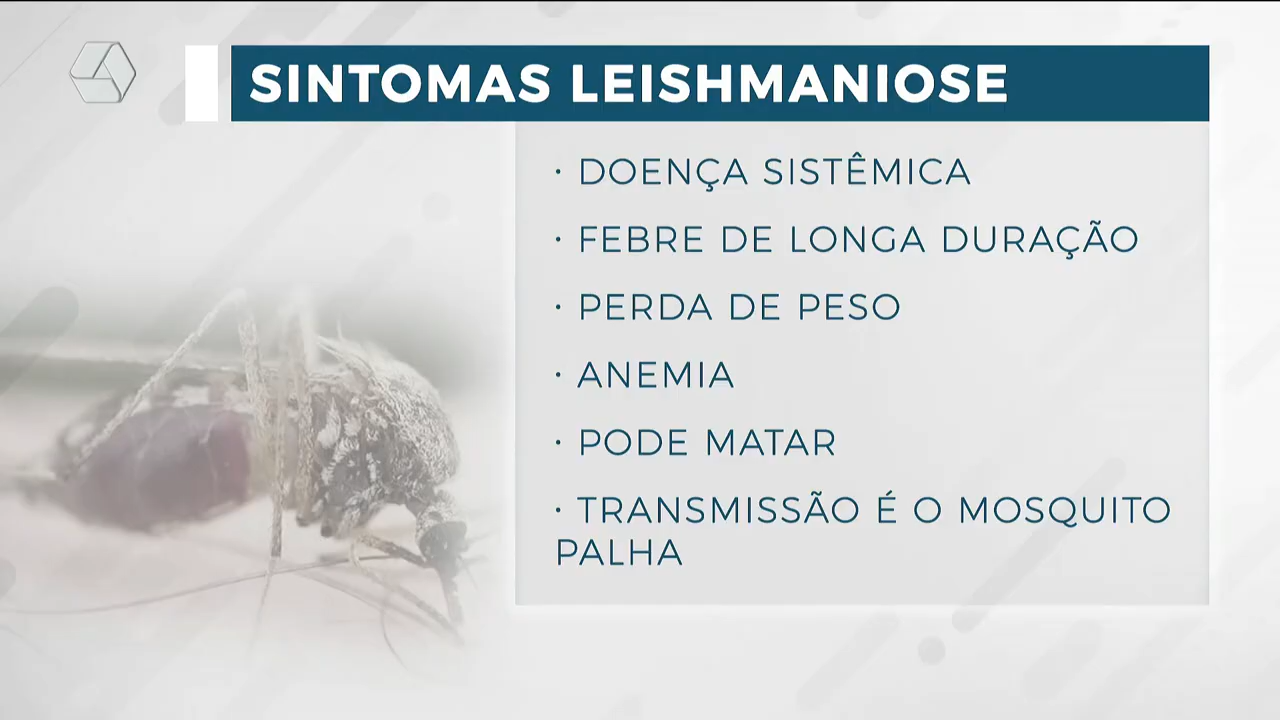 SINTOMAS LEISHMANIOSE
· DOENÇA SISTÊMICA
· FEBRE DE LONGA DURAÇÃO
· PERDA DE PESO
· ANEMIA
· PODE MATAR
· TRANSMISSÃO É O MOSQUITO
PALHA